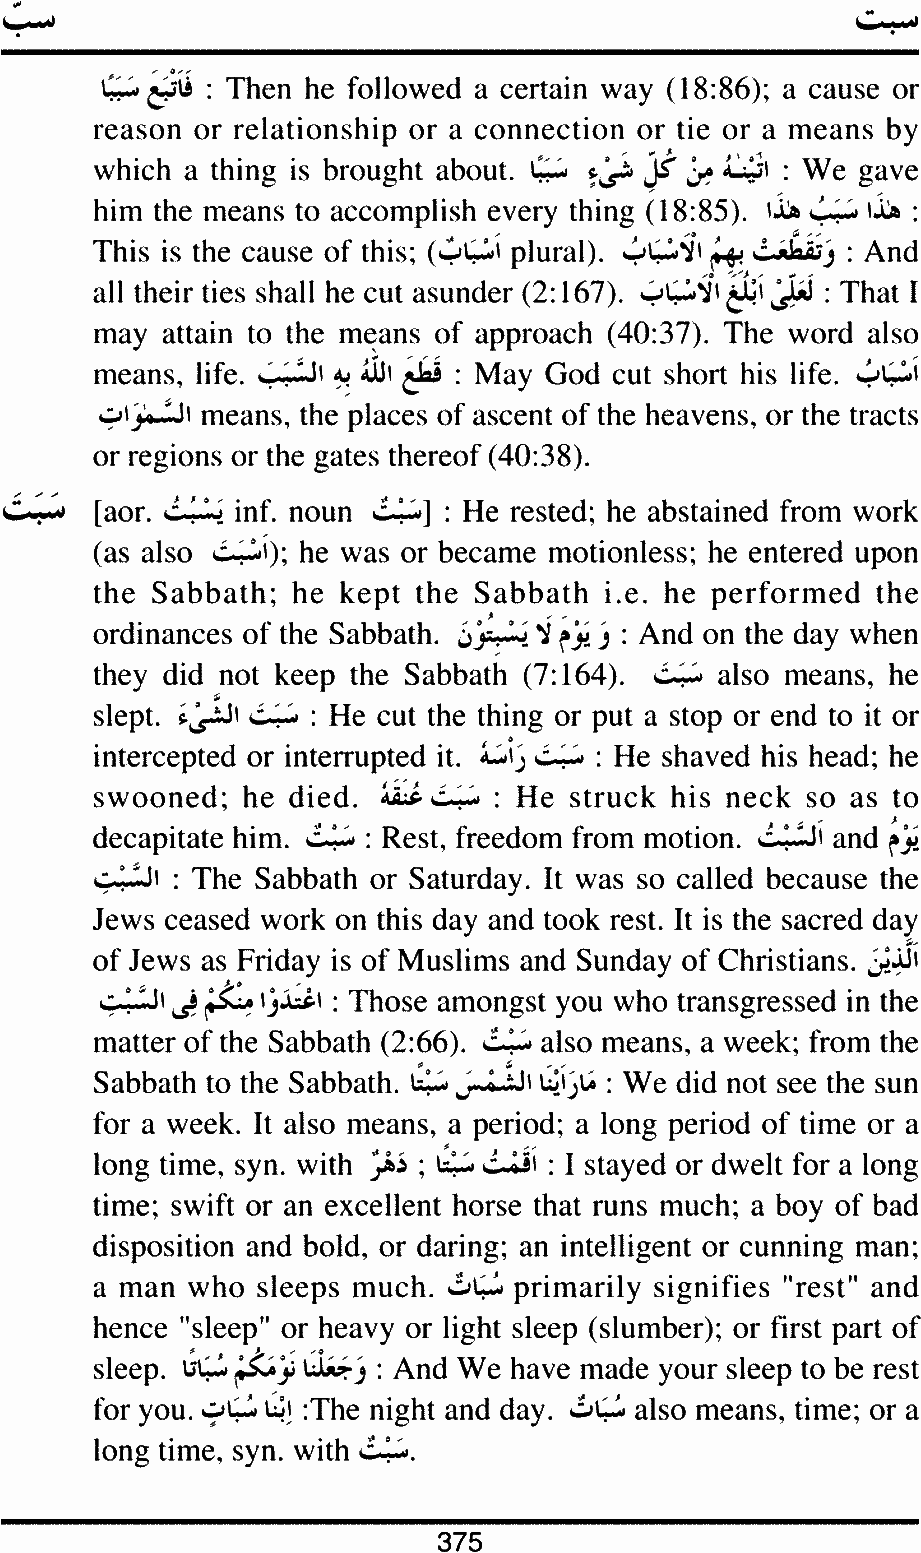 سبّ سبت
فَاَتْبَعَ سَبَبًا : Then he followed a certain way (18:86); a cause or
reason or relationship or a connection or tie or a means by
which a thing is brought about. اٰتَيْنٰهُ مِنْ كُلِّ شَىْءٍ سَبَبًا : We gave
him the means to accomplish every thing (18:85). هٰذَا سَبَبُ هٰذَا :
This is the cause of this; (اَسْبَابٌ plural). وَتَقَطَّعَتْ بِهِمُ الْاَسْبَابُ : And
all their ties shall he cut asunder (2:167). لَعَلِّىْ اَبْلُغُ الْاَسْبَابَ : That I
may attain to the means of approach (40:37). The word also
means, life. قَطَعَ اللّٰهُ بِهِ السَّبَبَ : May God cut short his life. اَسْبَابُ
السَّمٰوَاتِ means, the places of ascent of the heavens, or the tracts
or regions or the gates thereof (40:38).
سَبَتَ [aor. يَسْبُتُ inf. noun سَبْتٌ] : He rested; he abstained from work
(as also اَسْبَتَ); he was or became motionless; he entered upon
the Sabbath; he kept the Sabbath i.e. he performed the
ordinances of the Sabbath. وَ يَوْمَ لَا يَسْبِتُوْنَ : And on the day when
they did not keep the Sabbath (7:164). سَبَتَ also means, he
slept. سَبَتَ الشَّىْءَ : He cut the thing or put a stop or end to it or
intercepted or interrupted it. سَبَتَ رَأْسَهُ : He shaved his head; he
swooned; he died. سَبَتَ عُنَقَهُ : He struck his neck so as to
decapitate him. سَبْتٌ : Rest, freedom from motion. اَلسَّبْتُ and يَوْمُ
السَّبْتِ : The Sabbath or Saturday. It was so called because the
Jews ceased work on this day and took rest. It is the sacred day
of Jews as Friday is of Muslims and Sunday of Christians. الَّذِيْنَ
اعْتَدَوْا مِنْكُمْ فِى السَّبْتِ : Those amongst you who transgressed in the
matter of the Sabbath (2:66). سَبْتٌ also means, a week; from the
Sabbath to the Sabbath. مَارَاَيْنَا الشَّمْسَ سَبْتًا : We did not see the sun
for a week. It also means, a period; a long period of time or a
long time, syn. with دَهْرٌ ; اَقَمْتُ سَبْتًا : I stayed or dwelt for a long
time; swift or an excellent horse that runs much; a boy of bad
disposition and bold, or daring; an intelligent or cunning man;
a man who sleeps much. سُبَاتٌ primarily signifies "rest" and
hence "sleep" or heavy or light sleep (slumber); or first part of
sleep. وَجَعَلْنَا نَوْمَكُمْ سُبَاتًا : And We have made your sleep to be rest
for you. اِبْنَا سُبَاتٍ :The night and day. سُبَاتٌ also means, time; or a
long time, syn. with سَبْتٌ.
375